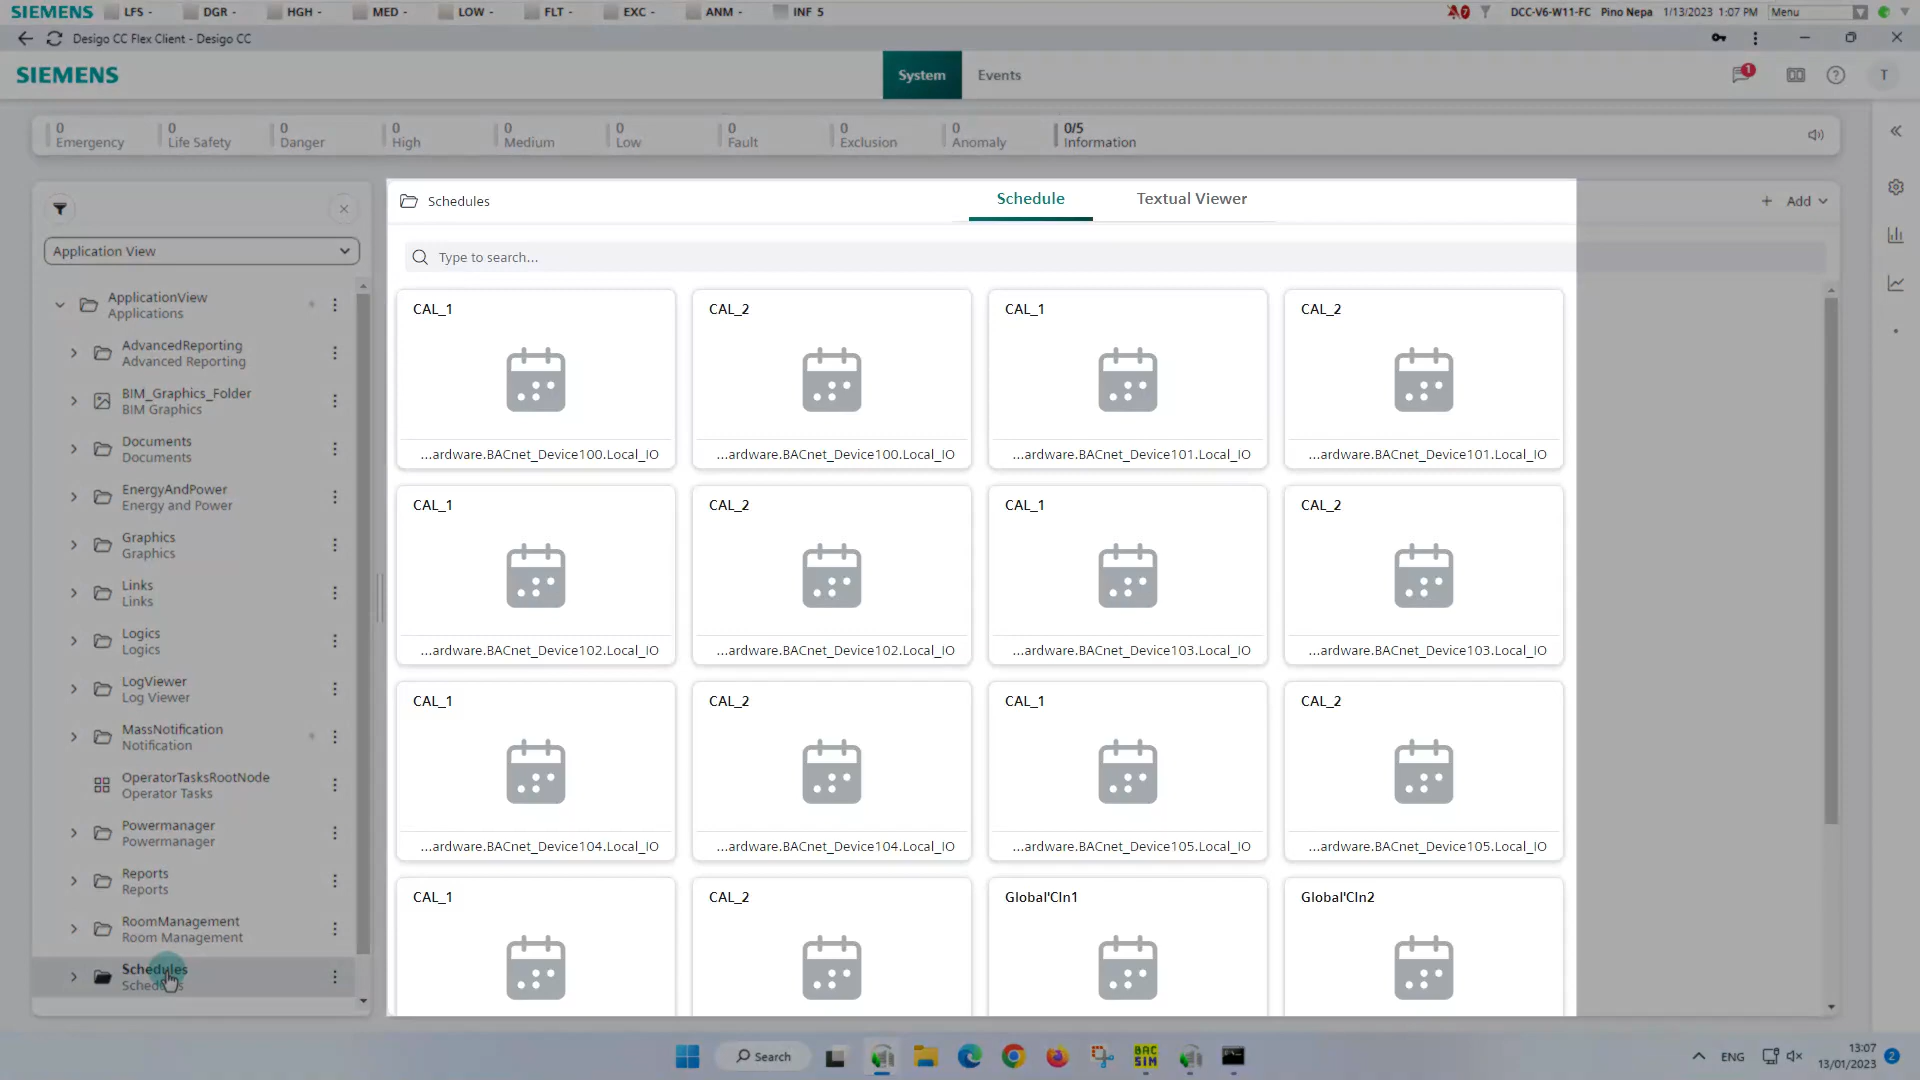 SIEMENS LFS - DGR - HGH - MED - LOW - FLT - EXC - ANM - INF 5 7 DCC-V6-W11-FC Pino Nepa 1/13/2023 1:07 PM Menu
Desigo CC Flex Client - Desigo CC
SIEMENS System Events 1 ? T
0 0 0 0 0 0 0 0 0 0/5
Emergency Life Safety Danger High Medium Low Fault Exclusion Anomaly Information
Schedules Schedule Textual Viewer + Add
Application View
Type to search...
ApplicationView
Applications
AdvancedReporting
Advanced Reporting
BIM_Graphics_Folder
BIM Graphics
Documents
Documents
EnergyAndPower
Energy and Power
Graphics
Graphics
Links
Links
Logics
Logics
LogViewer
Log Viewer
MassNotification
Notification
OperatorTasksRootNode
Operator Tasks
Powermanager
Powermanager
Reports
Reports
RoomManagement
Room Management
Schedules
Schedules
CAL_1 CAL_2 CAL_1 CAL_2
...ardware.BACnet_Device100.Local_IO ...ardware.BACnet_Device100.Local_IO ...ardware.BACnet_Device101.Local_IO ...ardware.BACnet_Device101.Local_IO
CAL_1 CAL_2 CAL_1 CAL_2
...ardware.BACnet_Device102.Local_IO ...ardware.BACnet_Device102.Local_IO ...ardware.BACnet_Device103.Local_IO ...ardware.BACnet_Device103.Local_IO
CAL_1 CAL_2 CAL_1 CAL_2
...ardware.BACnet_Device104.Local_IO ...ardware.BACnet_Device104.Local_IO ...ardware.BACnet_Device105.Local_IO ...ardware.BACnet_Device105.Local_IO
CAL_1 CAL_2 Global'Cln1 Global'Cln2
Search BAC SIM ENG 13:07 2
13/01/2023